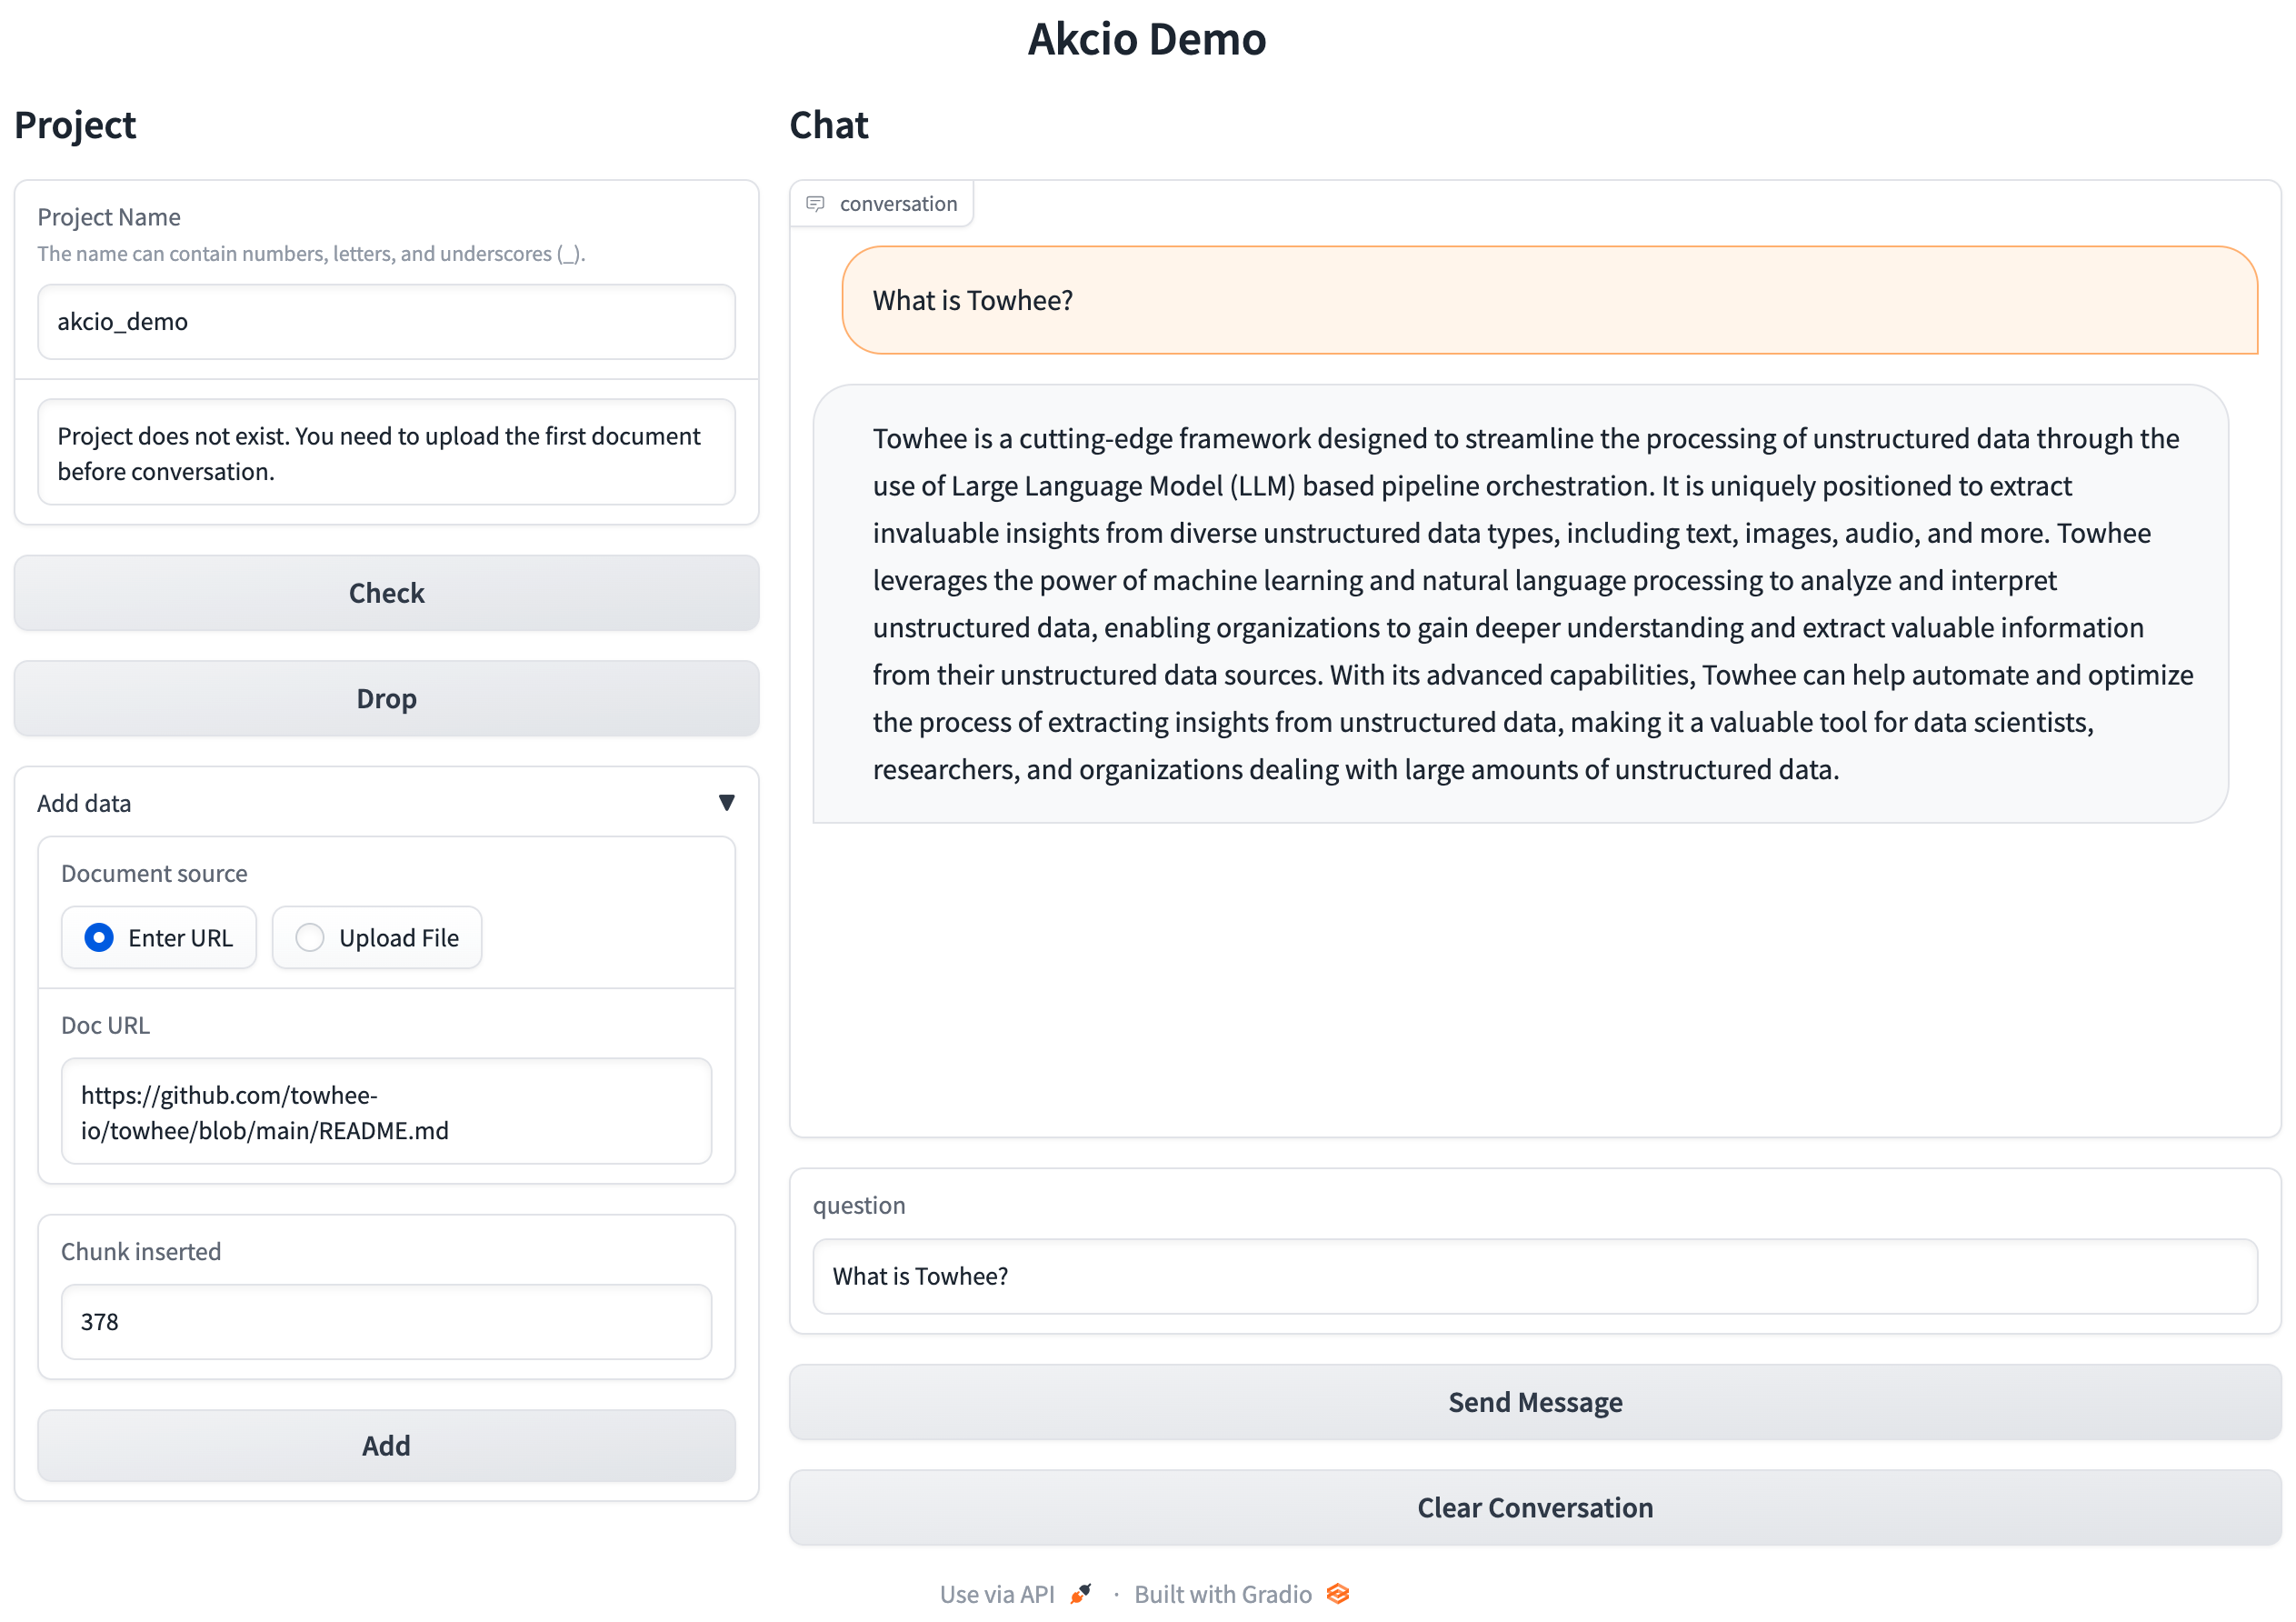 Akcio Demo
Project
Project Name
The name can contain numbers, letters, and underscores (_).
akcio_demo
Project does not exist. You need to upload the first document
before conversation.
Check
Drop
Add data
Document source
Enter URL
Upload File
Doc URL
https://github.com/towhee-
io/towhee/blob/main/README.md
Chunk inserted
378
Add
Chat
conversation
What is Towhee?
Towhee is a cutting-edge framework designed to streamline the processing of unstructured data through the
use of Large Language Model (LLM) based pipeline orchestration. It is uniquely positioned to extract
invaluable insights from diverse unstructured data types, including text, images, audio, and more. Towhee
leverages the power of machine learning and natural language processing to analyze and interpret
unstructured data, enabling organizations to gain deeper understanding and extract valuable information
from their unstructured data sources. With its advanced capabilities, Towhee can help automate and optimize
the process of extracting insights from unstructured data, making it a valuable tool for data scientists,
researchers, and organizations dealing with large amounts of unstructured data.
question
What is Towhee?
Send Message
Clear Conversation
Use via API · Built with Gradio